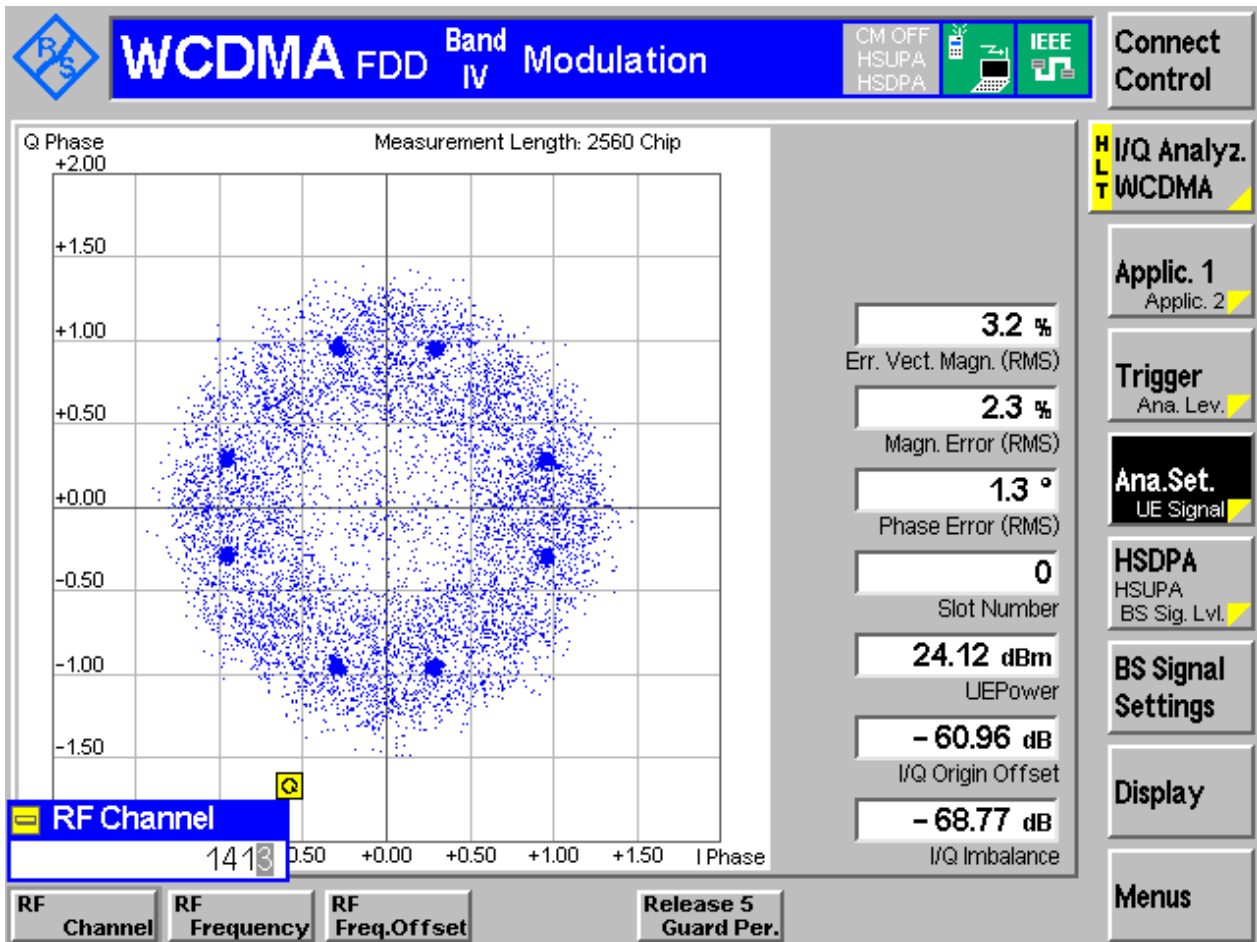 R/S
WCDMA FDD Band IV Modulation
CM OFF
HSUPA
HSDPA
IEEE
Connect Control
Q Phase
Measurement Length: 2560 Chip
+2.00
+1.50
+1.00
+0.50
+0.00
-0.50
-1.00
-1.50
Q
RF Channel
1413
0.50 +0.00 +0.50 +1.00 +1.50 I Phase
3.2 %
Err. Vect. Magn. (RMS)
2.3 %
Magn. Error (RMS)
1.3 °
Phase Error (RMS)
0
Slot Number
24.12 dBm
UEPower
- 60.96 dB
I/Q Origin Offset
- 68.77 dB
I/Q Imbalance
HLT
I/Q Analyz.
WCDMA
Applic. 1
Applic. 2
Trigger
Ana. Lev.
Ana.Set.
UE Signal
HSDPA
HSUPA
BS Sig. Lvl.
BS Signal
Settings
Display
Menus
RF Channel
RF Frequency
RF Freq.Offset
Release 5 Guard Per.